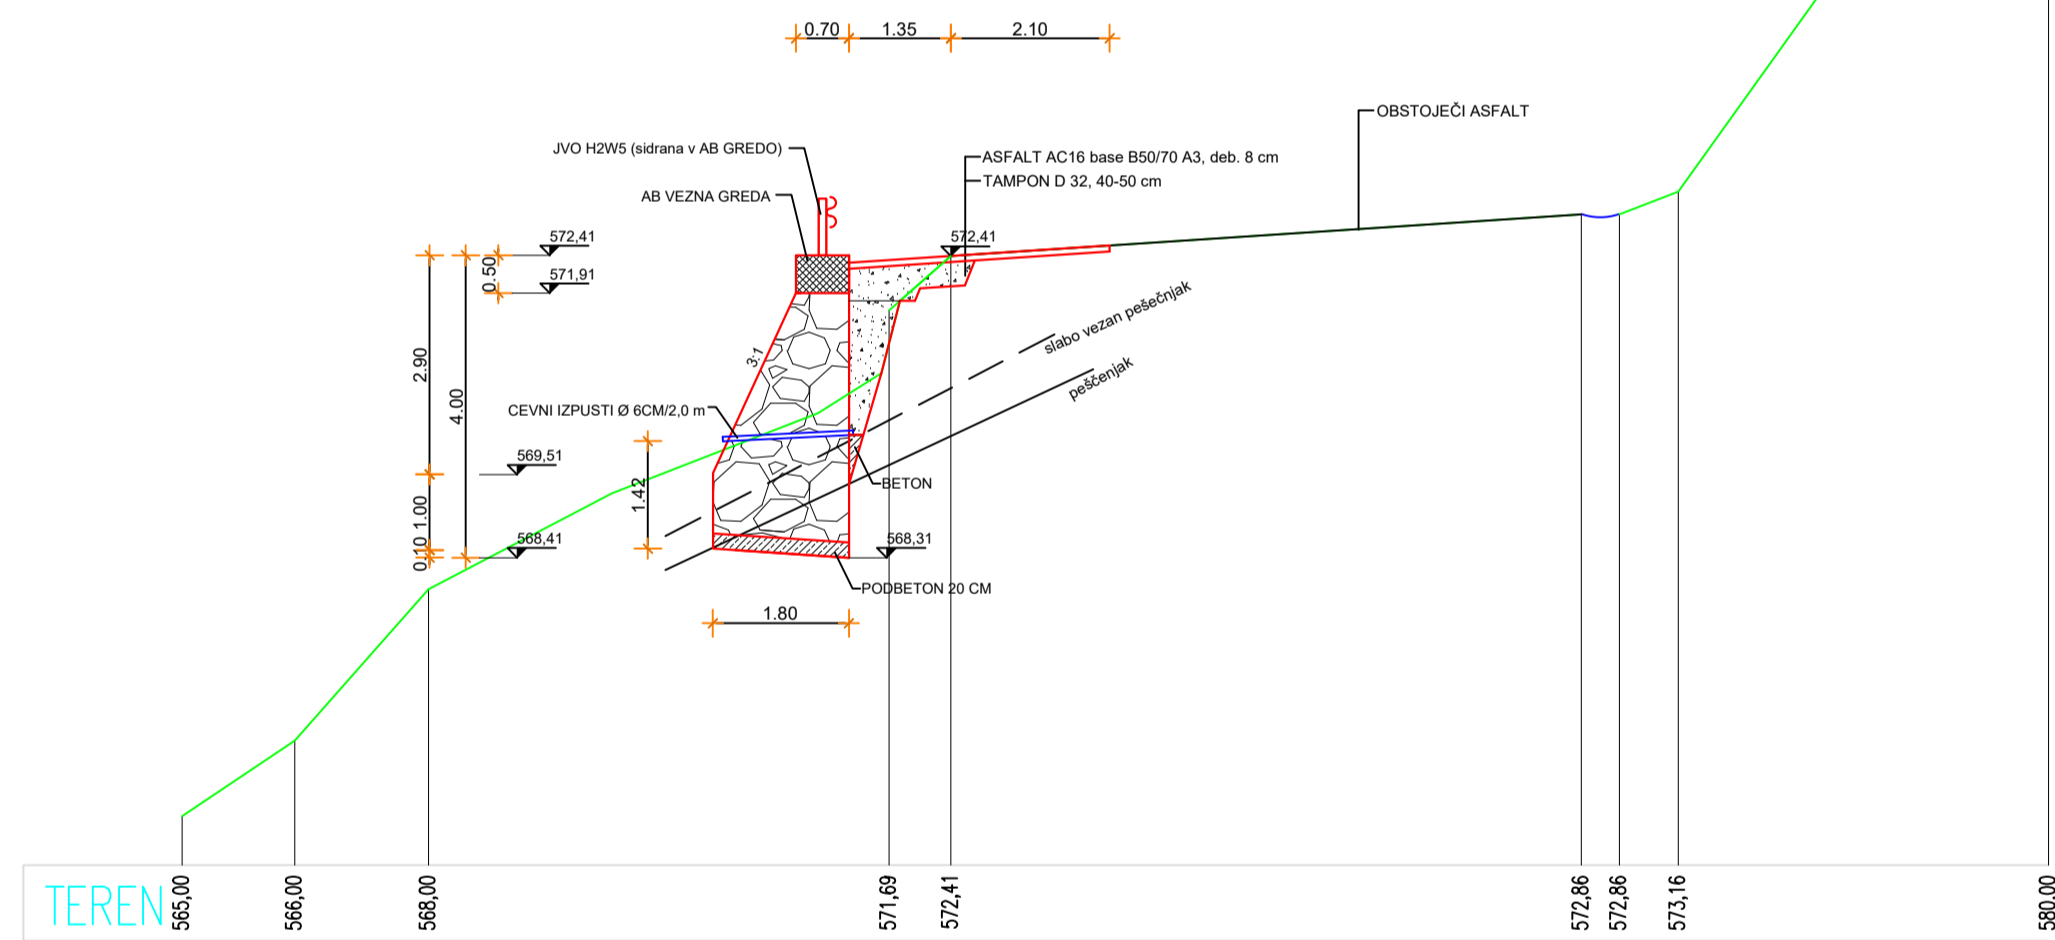 0.70 1.35 2.10
OBSTOJEČI ASFALT
JVO H2W5 (sidrana v AB GREDO)
ASFALT AC16 base B50/70 A3, deb. 8 cm
TAMPON D 32, 40-50 cm
AB VEZNA GREDA
572,41
572,41
0.50
571,91
slabo vezan pešečnjak
3:1
2.90
peščenjak
4.00
CEVNI IZPUSTI Ø 6CM/2,0 m
569,51
BETON
1.42
1.00
568,41
568,31
0.10
PODBETON 20 CM
1.80
TEREN
565,00
566,00
568,00
571,69
572,41
572,86
572,86
573,16
580.00